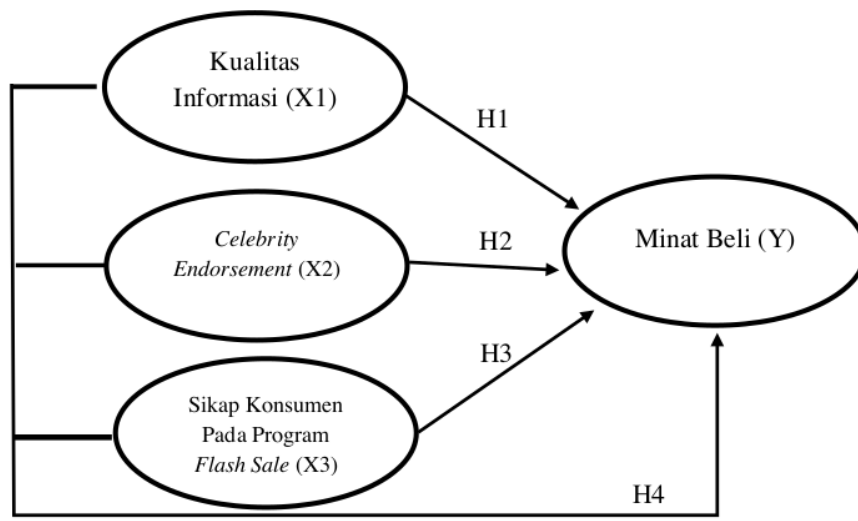 Kualitas
Informasi (X1)
H1
Celebrity
Endorsement (X2)
H2
Minat Beli (Y)
H3
Sikap Konsumen
Pada Program
Flash Sale (X3)
H4